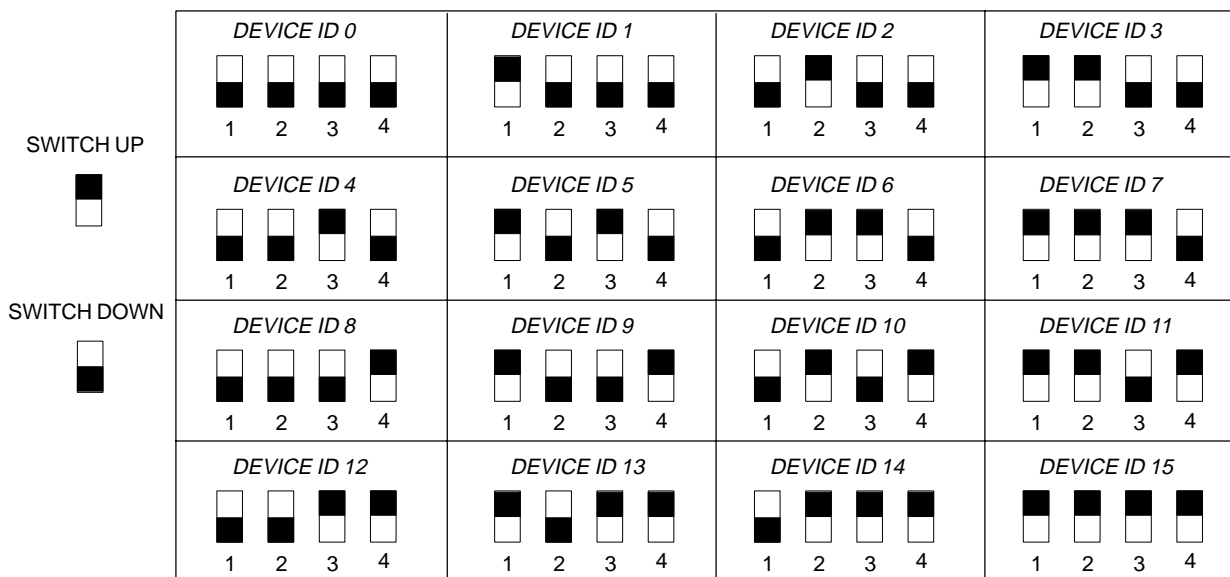 DEVICE ID 0
DEVICE ID 1
DEVICE ID 2
DEVICE ID 3
1 2 3 4
1 2 3 4
1 2 3 4
1 2 3 4
SWITCH UP
DEVICE ID 4
DEVICE ID 5
DEVICE ID 6
DEVICE ID 7
1 2 3 4
1 2 3 4
1 2 3 4
1 2 3 4
SWITCH DOWN
DEVICE ID 8
DEVICE ID 9
DEVICE ID 10
DEVICE ID 11
1 2 3 4
1 2 3 4
1 2 3 4
1 2 3 4
DEVICE ID 12
DEVICE ID 13
DEVICE ID 14
DEVICE ID 15
1 2 3 4
1 2 3 4
1 2 3 4
1 2 3 4